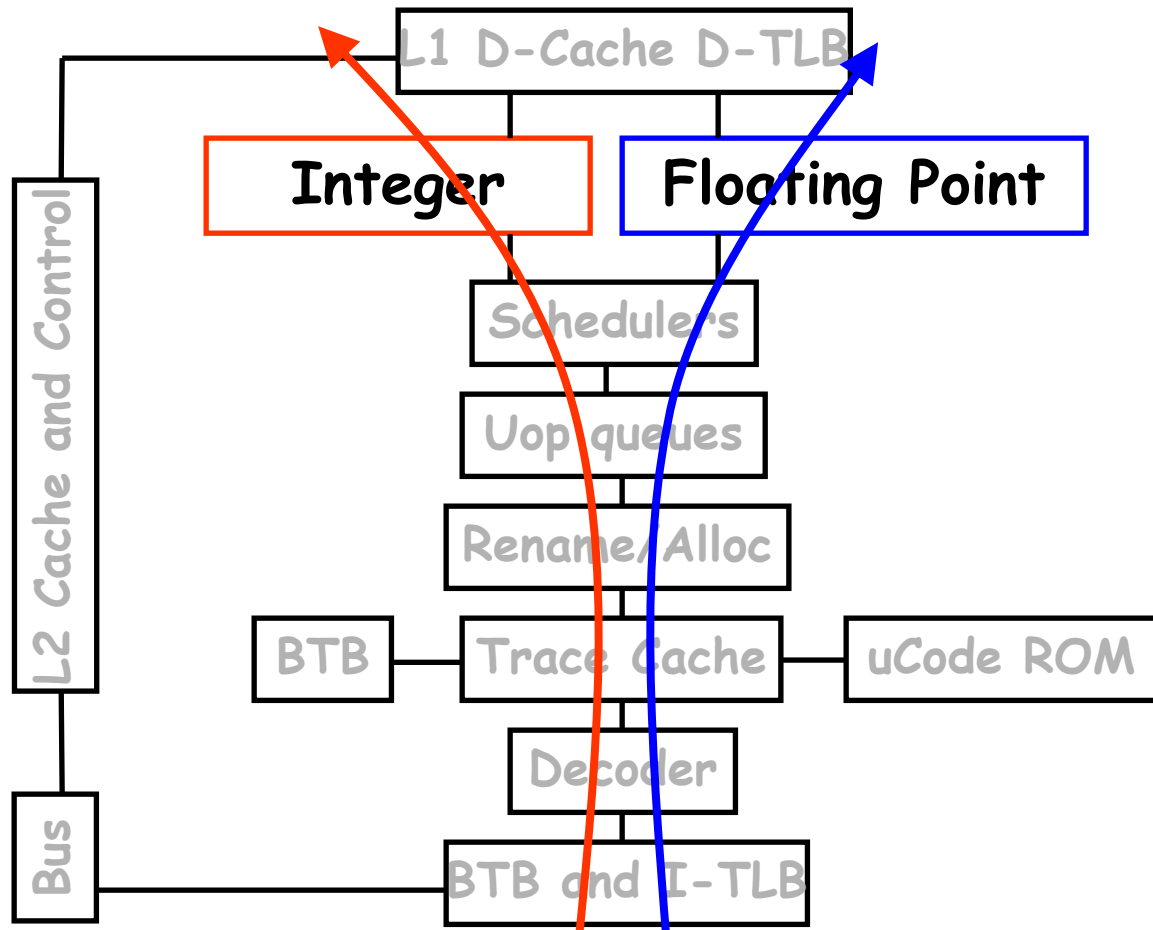 L1 D-Cache D-TLB
Integer
Floating Point
L2 Cache and Control
Schedulers
Uop queues
Rename/Alloc
BTB
Trace Cache
uCode ROM
Decoder
Bus
BTB and I-TLB